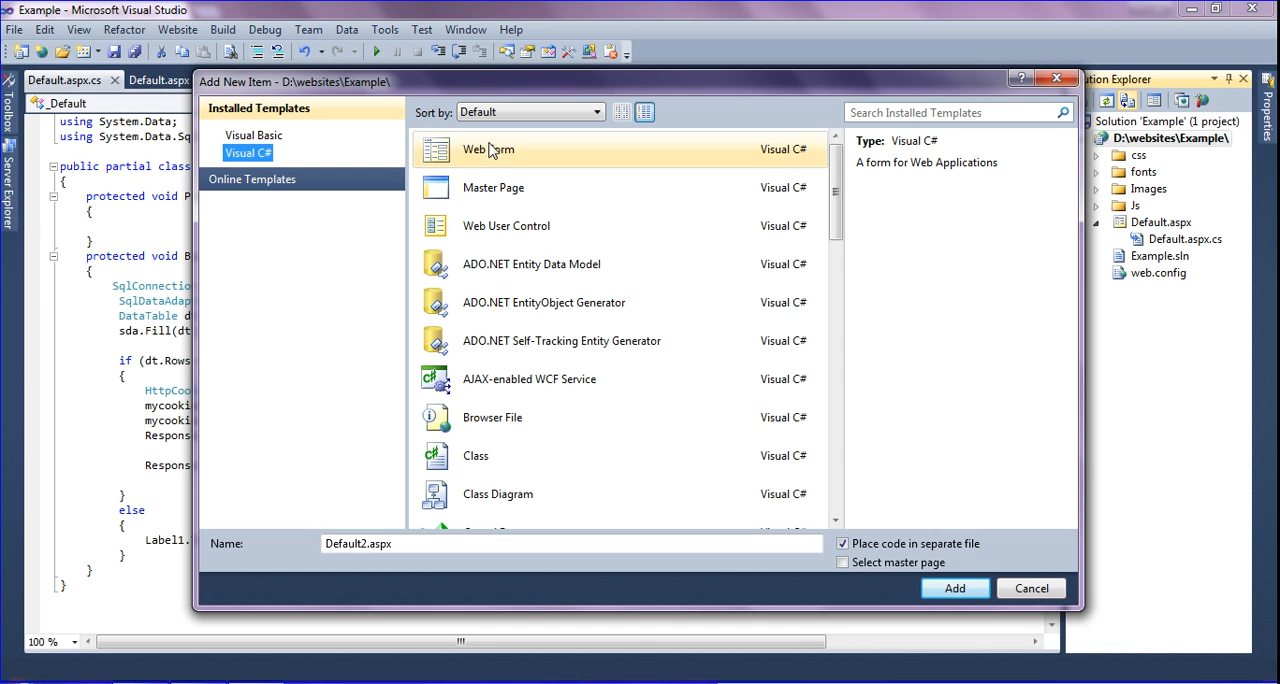 Example - Microsoft Visual Studio
File Edit View Refactor Website Build Debug Team Data Tools Test Window Help
Default.aspx.cs Default.aspx
_Default
using System.Data;
using System.Data.Sq
public partial class
{
protected void P
{
}
protected void B
{
SqlConnectio
SqlDataAdap
DataTable d
sda.Fill(dt
if (dt.Rows
{
HttpCoo
mycooki
mycooki
Respons
Respons
}
else
{
Label1.
}
}
}
100 %
Toolbox
Server Explorer
Add New Item - D:\websites\Example\
Installed Templates
Visual Basic
Visual C#
Online Templates
Sort by: Default
Search Installed Templates
Web Form Visual C#
Master Page Visual C#
Web User Control Visual C#
ADO.NET Entity Data Model Visual C#
ADO.NET EntityObject Generator Visual C#
ADO.NET Self-Tracking Entity Generator Visual C#
AJAX-enabled WCF Service Visual C#
Browser File Visual C#
Class Visual C#
Class Diagram Visual C#
Type: Visual C#
A form for Web Applications
Name: Default2.aspx
Place code in separate file
Select master page
Add Cancel
ution Explorer
Solution 'Example' (1 project)
D:\websites\Example\
css
fonts
Images
Js
Default.aspx
Default.aspx.cs
Example.sln
web.config
Properties